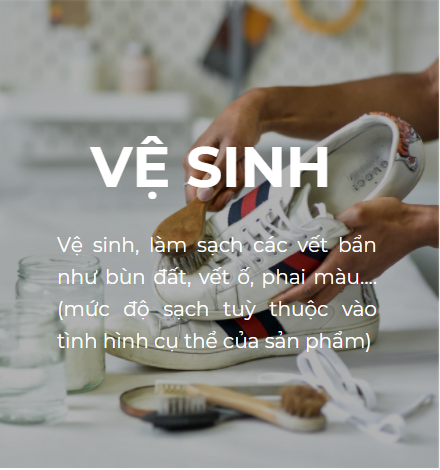 VỆ SINH
Vệ sinh, làm sạch các vết bẩn
như bùn đất, vết ố, phai màu....
(mức độ sạch tuỳ thuộc vào
tình hình cụ thể của sản phẩm)
GUCCI